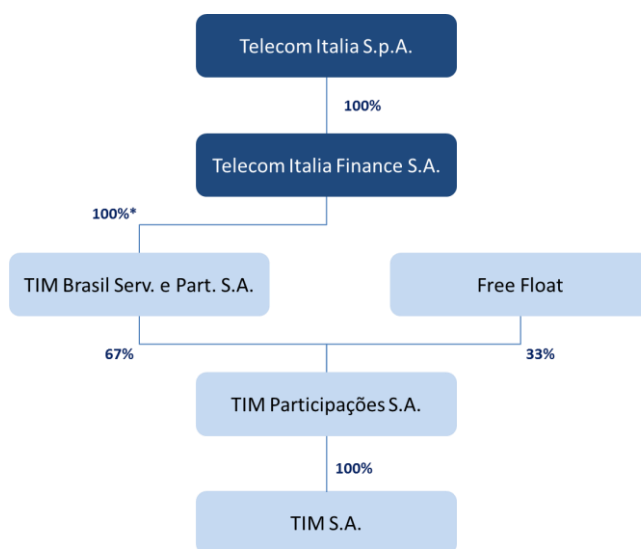 Telecom Italia S.p.A.
100%
Telecom Italia Finance S.A.
100%*
TIM Brasil Serv. e Part. S.A.
Free Float
67%
33%
TIM Participações S.A.
100%
TIM S.A.